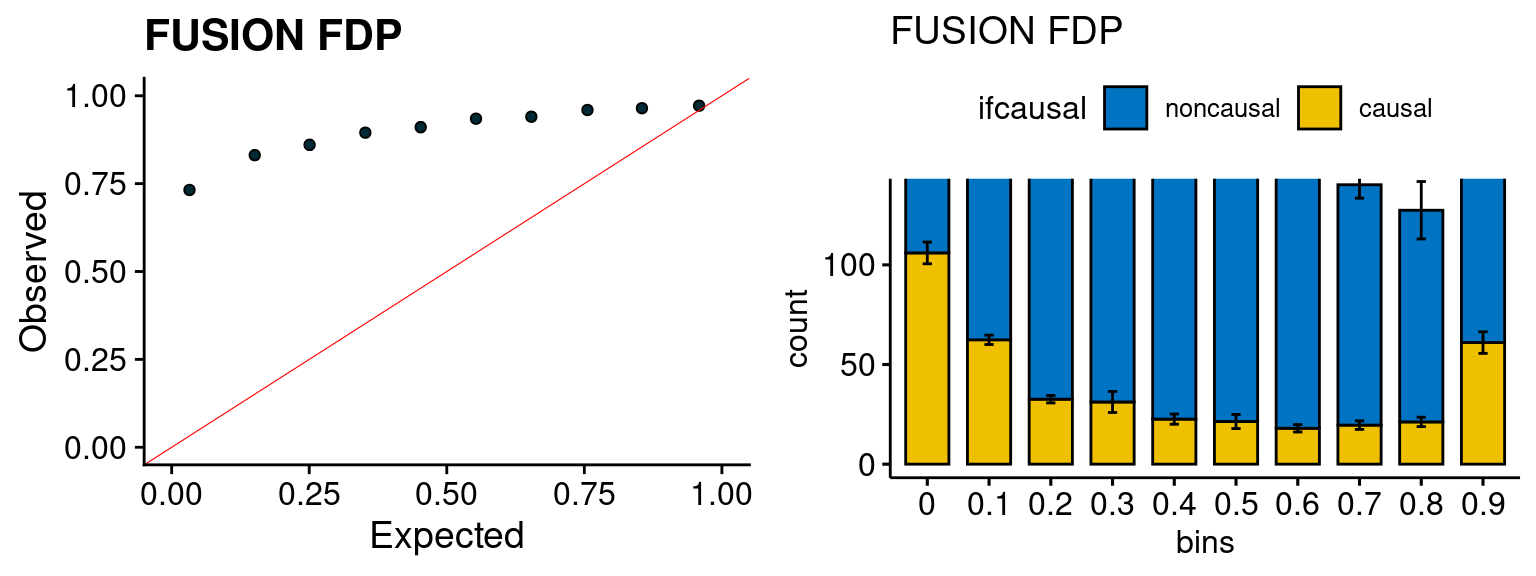 FUSION FDP
Observed
1.00
0.75
0.50
0.25
0.00
0.00 0.25 0.50 0.75 1.00
Expected
FUSION FDP
ifcausal noncausal causal
count
100
50
0
0 0.1 0.2 0.3 0.4 0.5 0.6 0.7 0.8 0.9
bins